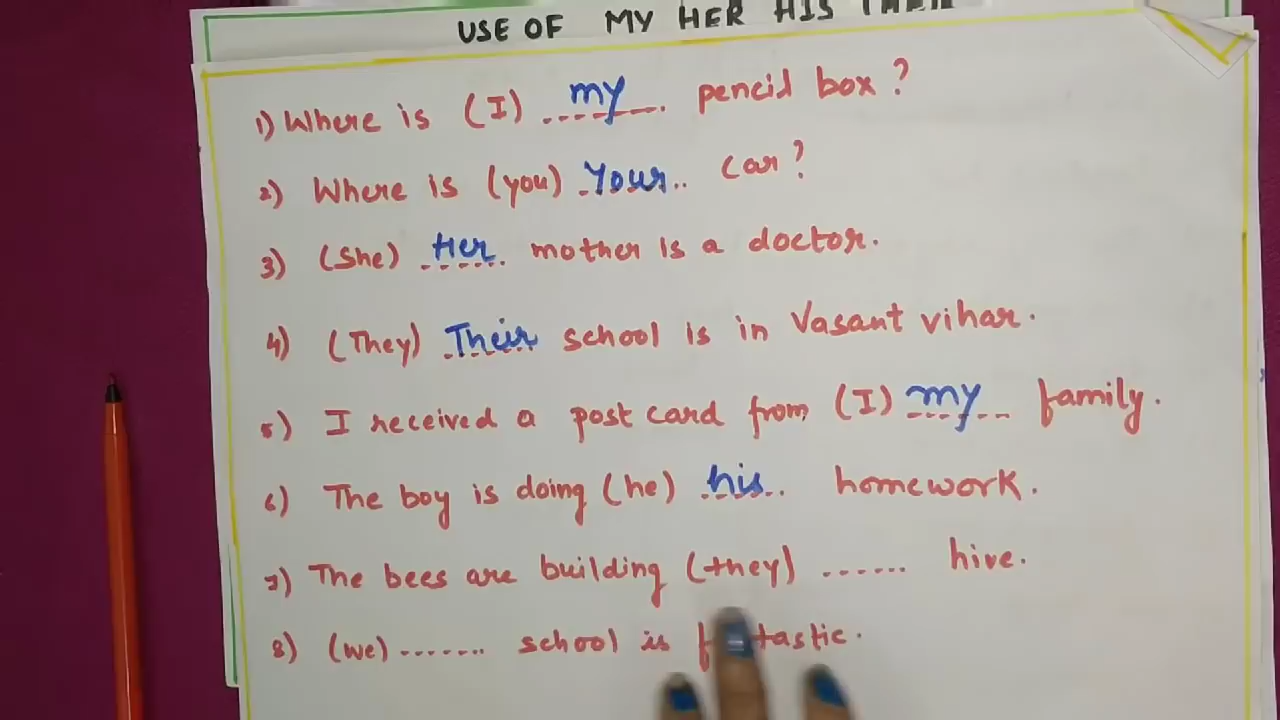 USE OF MY HER HIS THEIR
1) Where is (I) ...my... pencil box?
2) Where is (you) .Your.. car?
3) (She) Her mother is a doctor.
4) (They) Their school is in Vasant vihar.
5) I received a post card from (I) my family.
6) The boy is doing (he) his.. homework.
7) The bees are building (they) ...... hive.
8) (we) ....... school is